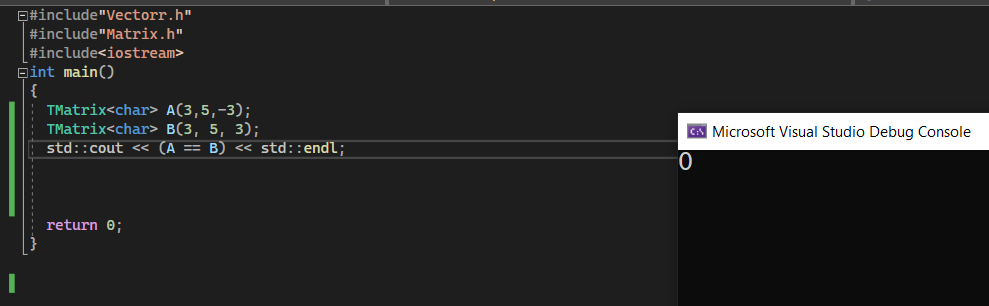 #include"Vectorr.h"
#include"Matrix.h"
#include<iostream>
int main()
{
TMatrix<char> A(3,5,-3);
TMatrix<char> B(3, 5, 3);
std::cout << (A == B) << std::endl;
return 0;
}
C:\ Microsoft Visual Studio Debug Console
0